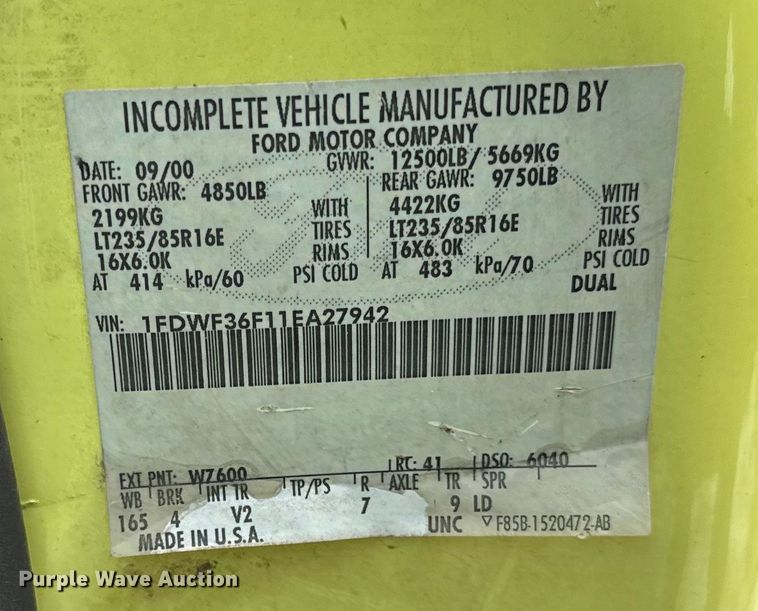 INCOMPLETE VEHICLE MANUFACTURED BY
FORD MOTOR COMPANY
DATE: 09/00 GVWR: 12500LB/ 5669KG
FRONT GAWR: 4850LB REAR GAWR: 9750LB
2199KG WITH 4422KG WITH
LT235/85R16E TIRES LT235/85R16E TIRES
16X6.0K RIMS 16X6.0K RIMS
AT 414 kPa/60 PSI COLD AT 483 kPa/70 PSI COLD
DUAL
VIN: 1FDWF36F11EA27942
EXT PNT: W7600 RC: 41 DSO: 6040
WB BRK INT TR TP/PS R AXLE TR SPR
165 4 V2 7 9 LD
MADE IN U.S.A. UNC ▽ F85B-1520472-AB
Purple Wave Auction